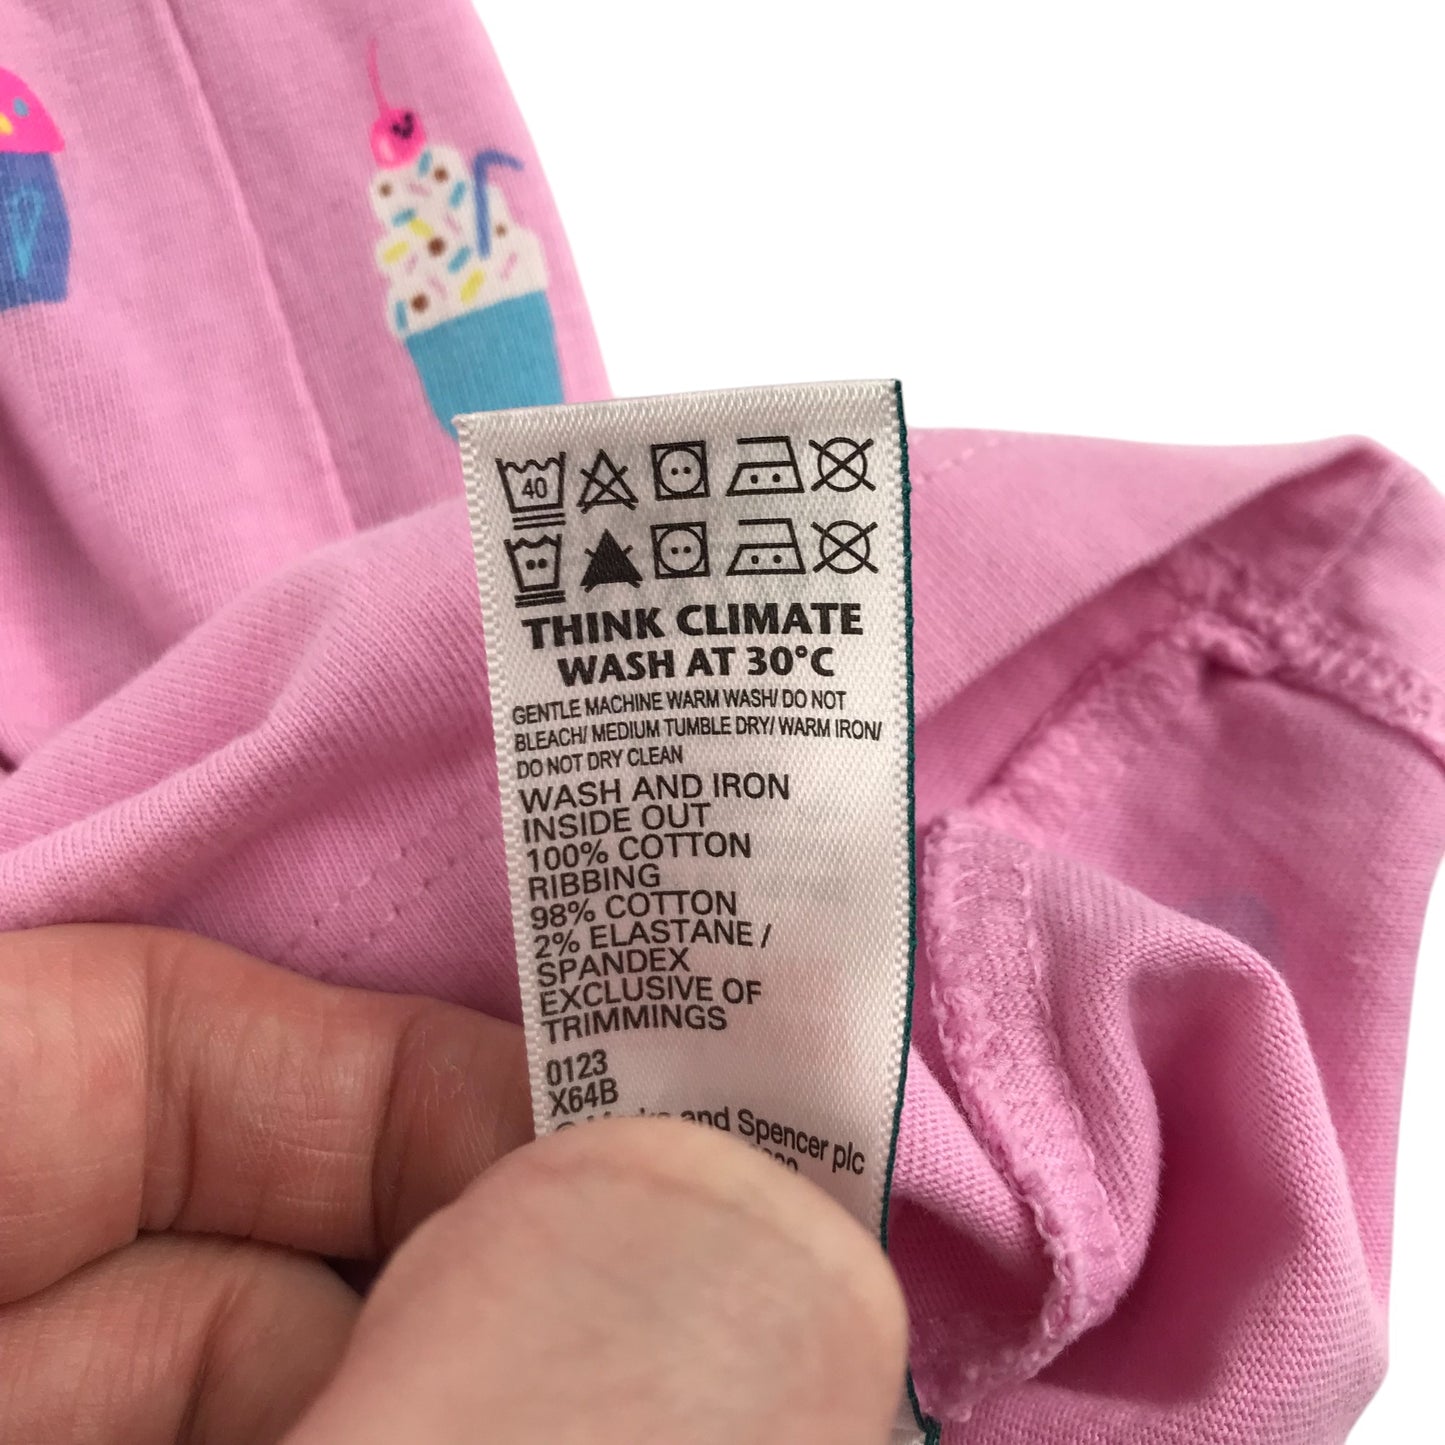 40
THINK CLIMATE
WASH AT 30°C
GENTLE MACHINE WARM WASH/ DO NOT
BLEACH/ MEDIUM TUMBLE DRY/ WARM IRON/
DO NOT DRY CLEAN
WASH AND IRON
INSIDE OUT
100% COTTON
RIBBING
98% COTTON
2% ELASTANE /
SPANDEX
EXCLUSIVE OF
TRIMMINGS
0123
X64B
and Spencer plc